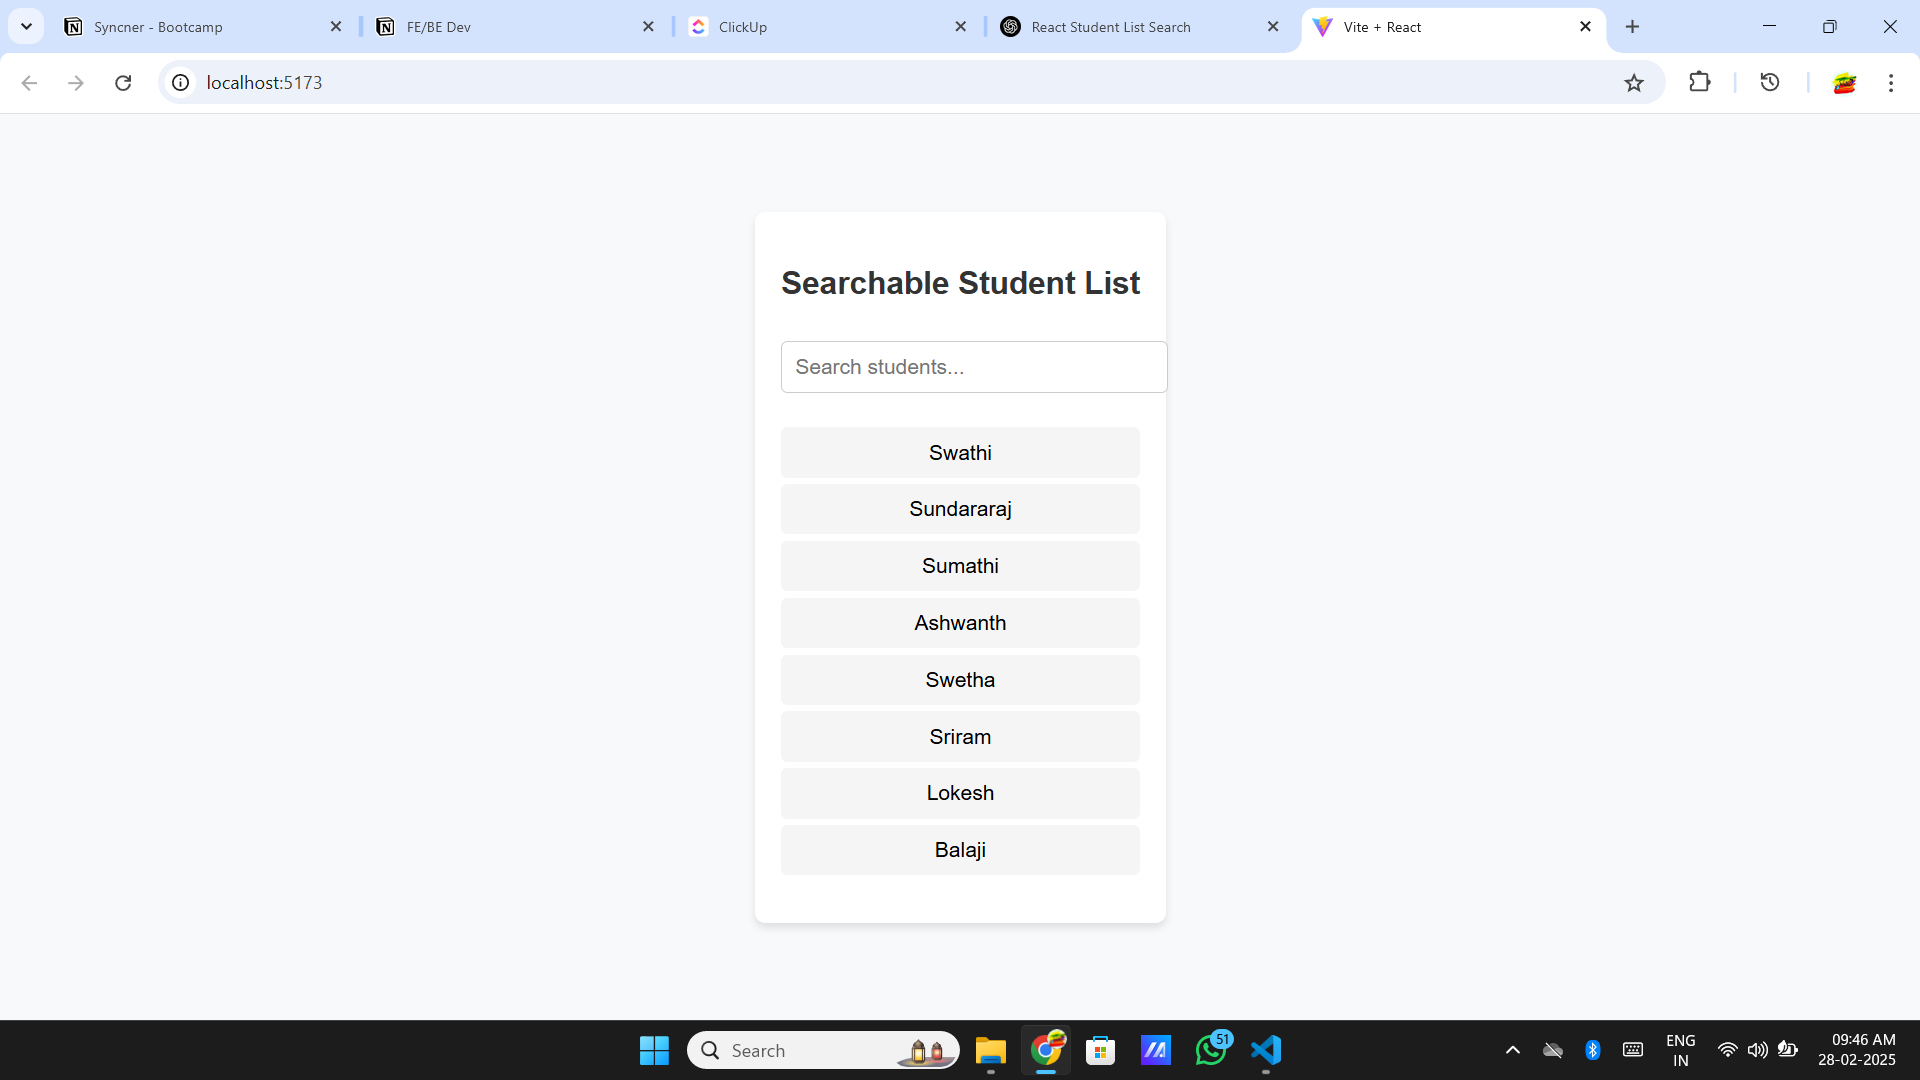 Syncner - Bootcamp
FE/BE Dev
ClickUp
React Student List Search
Vite + React
localhost:5173
Searchable Student List
Search students...
Swathi
Sundararaj
Sumathi
Ashwanth
Swetha
Sriram
Lokesh
Balaji
Search
51
ENG
IN
09:46 AM
28-02-2025